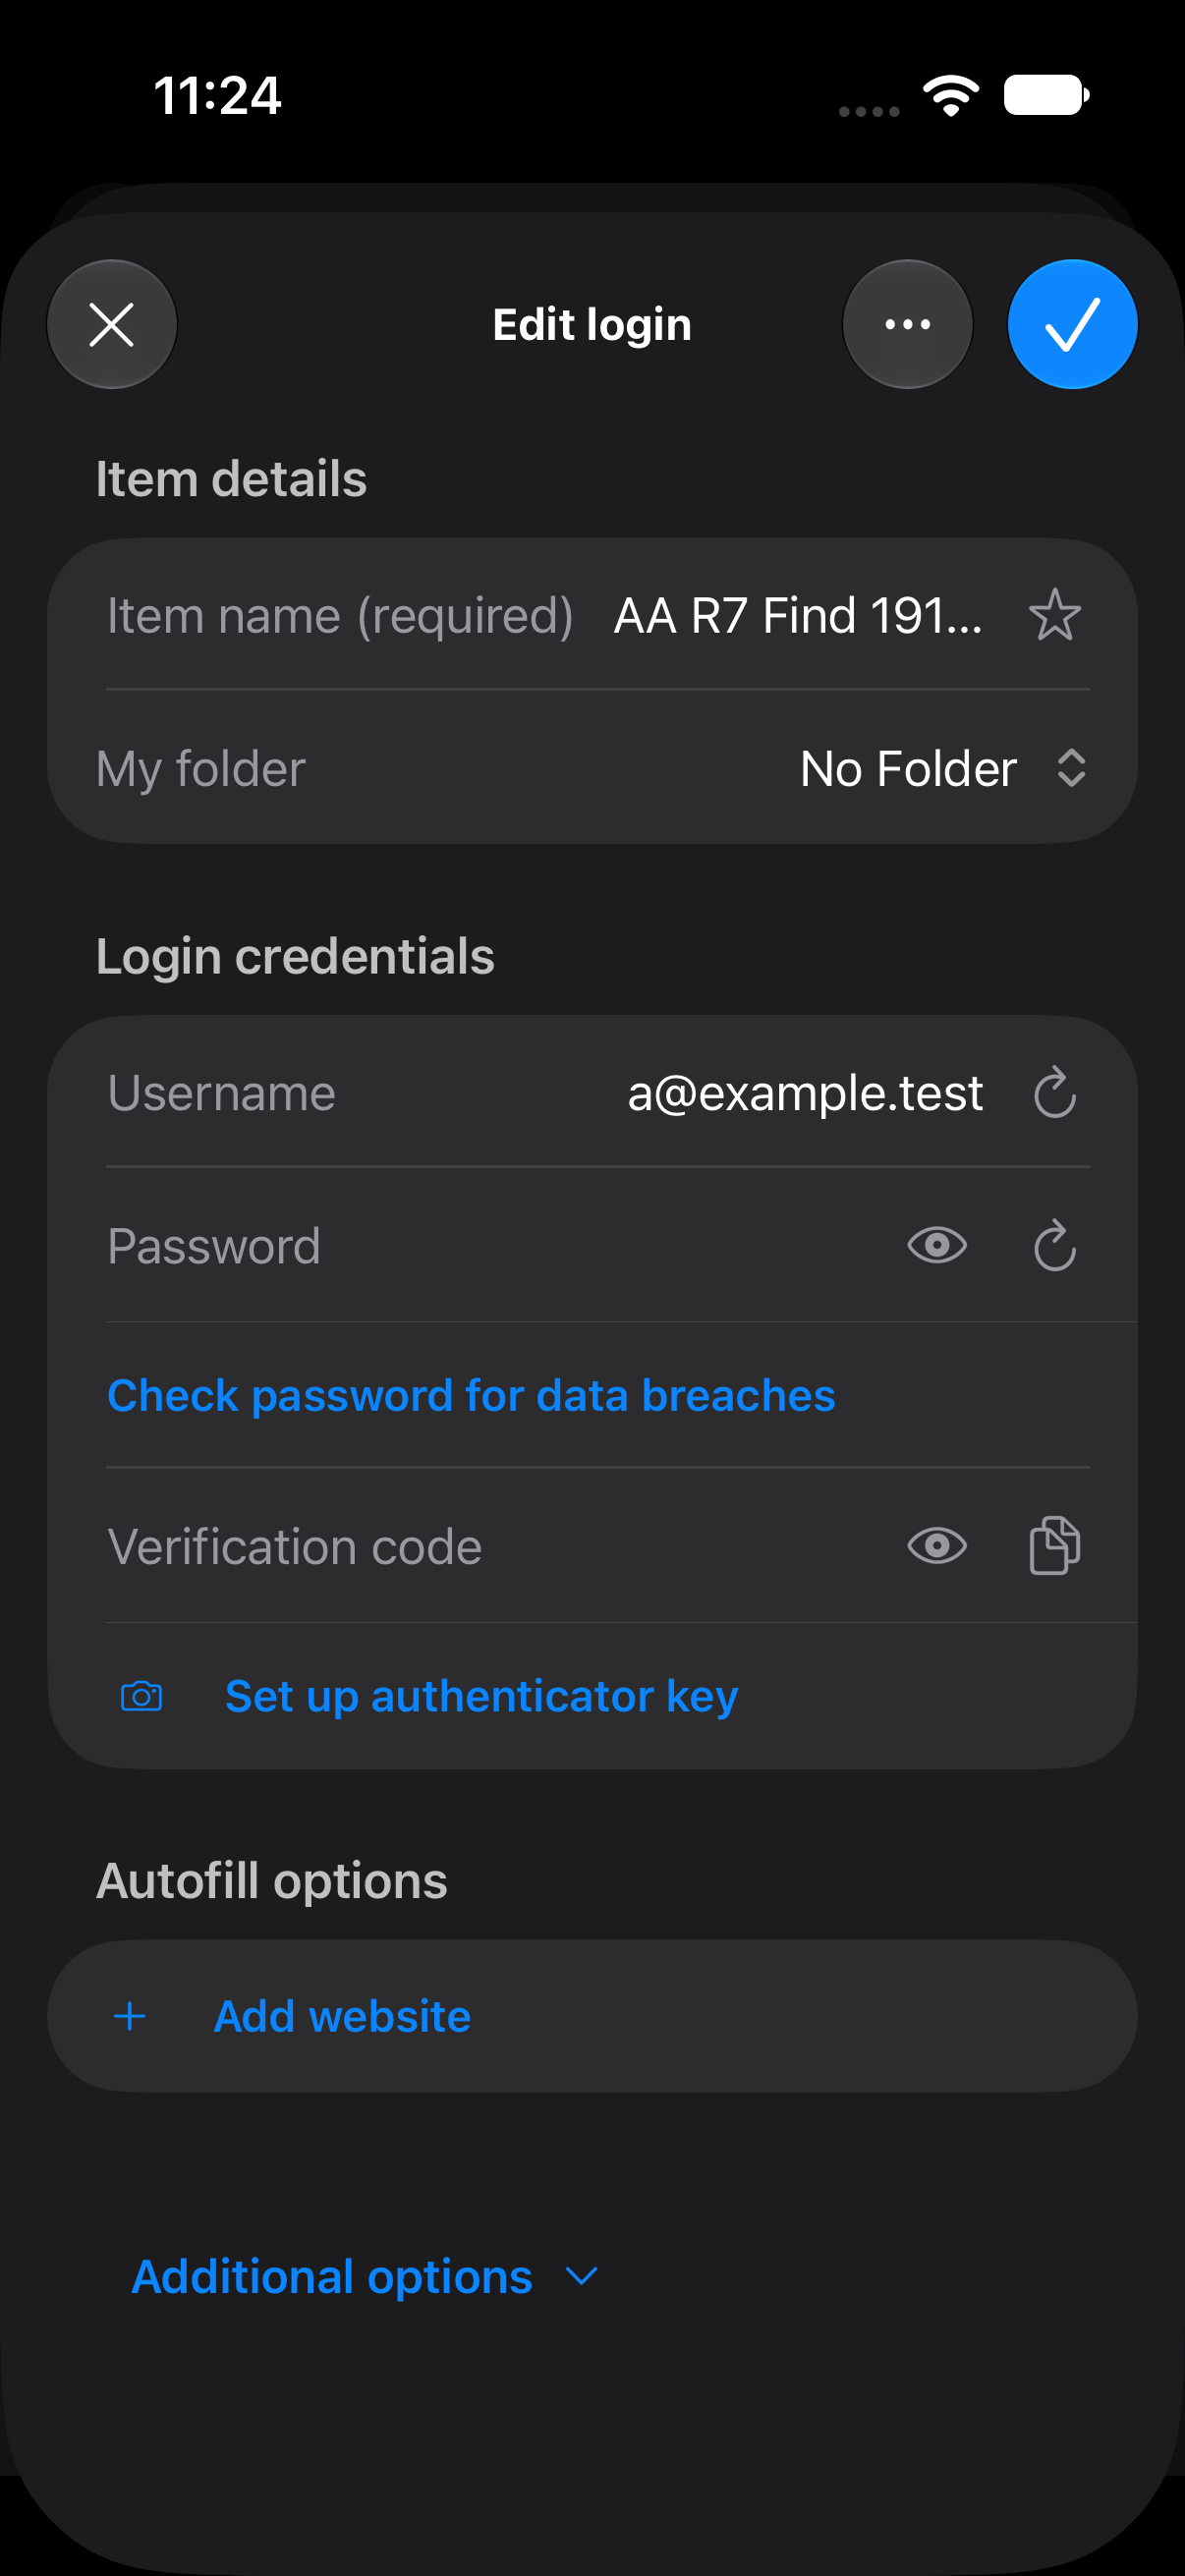 11:24
Edit login
Item details
Item name (required) AA R7 Find 191...
My folder No Folder
Login credentials
Username a@example.test
Password
Check password for data breaches
Verification code
Set up authenticator key
Autofill options
Add website
Additional options